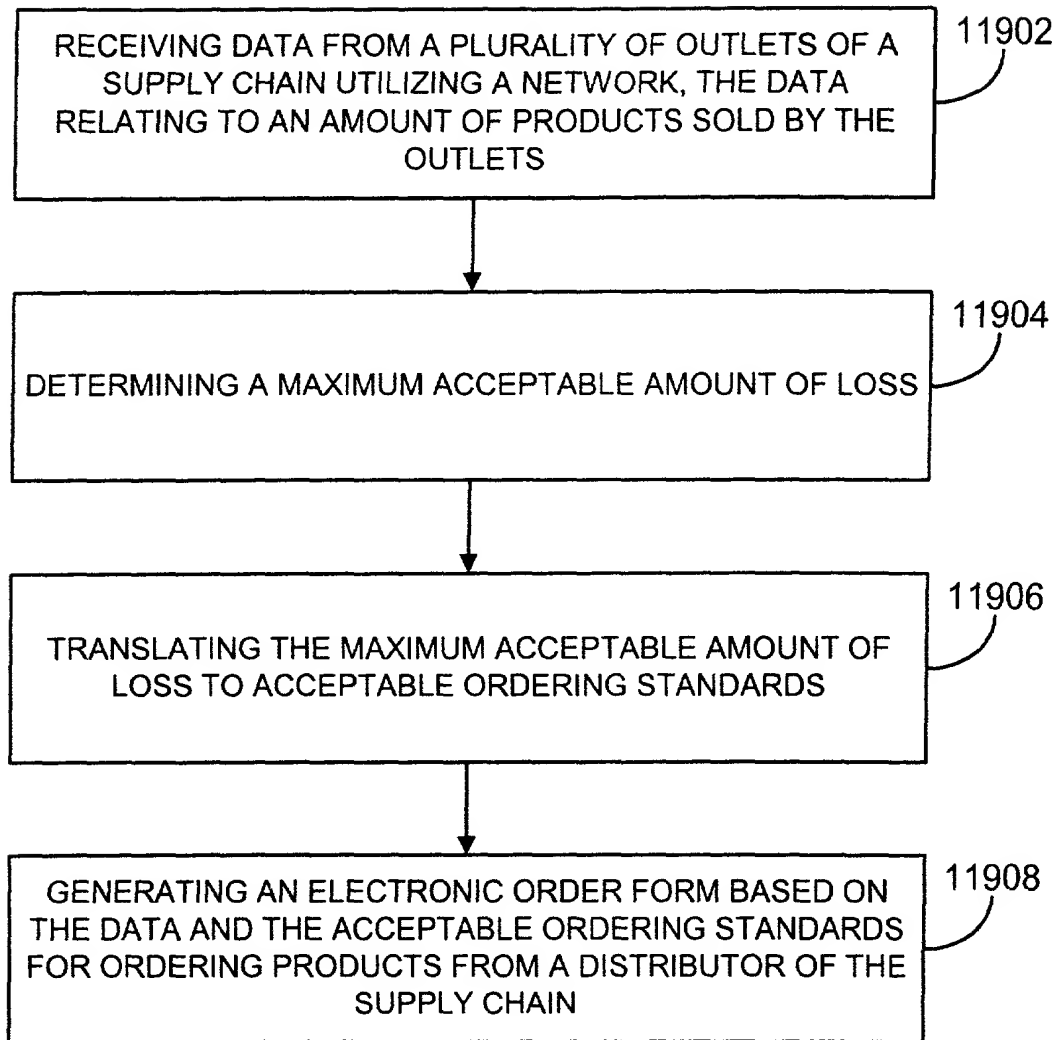 RECEIVING DATA FROM A PLURALITY OF OUTLETS OF A
SUPPLY CHAIN UTILIZING A NETWORK, THE DATA
RELATING TO AN AMOUNT OF PRODUCTS SOLD BY THE
OUTLETS
11902
DETERMINING A MAXIMUM ACCEPTABLE AMOUNT OF LOSS
11904
TRANSLATING THE MAXIMUM ACCEPTABLE AMOUNT OF
LOSS TO ACCEPTABLE ORDERING STANDARDS
11906
GENERATING AN ELECTRONIC ORDER FORM BASED ON
THE DATA AND THE ACCEPTABLE ORDERING STANDARDS
FOR ORDERING PRODUCTS FROM A DISTRIBUTOR OF THE
SUPPLY CHAIN
11908